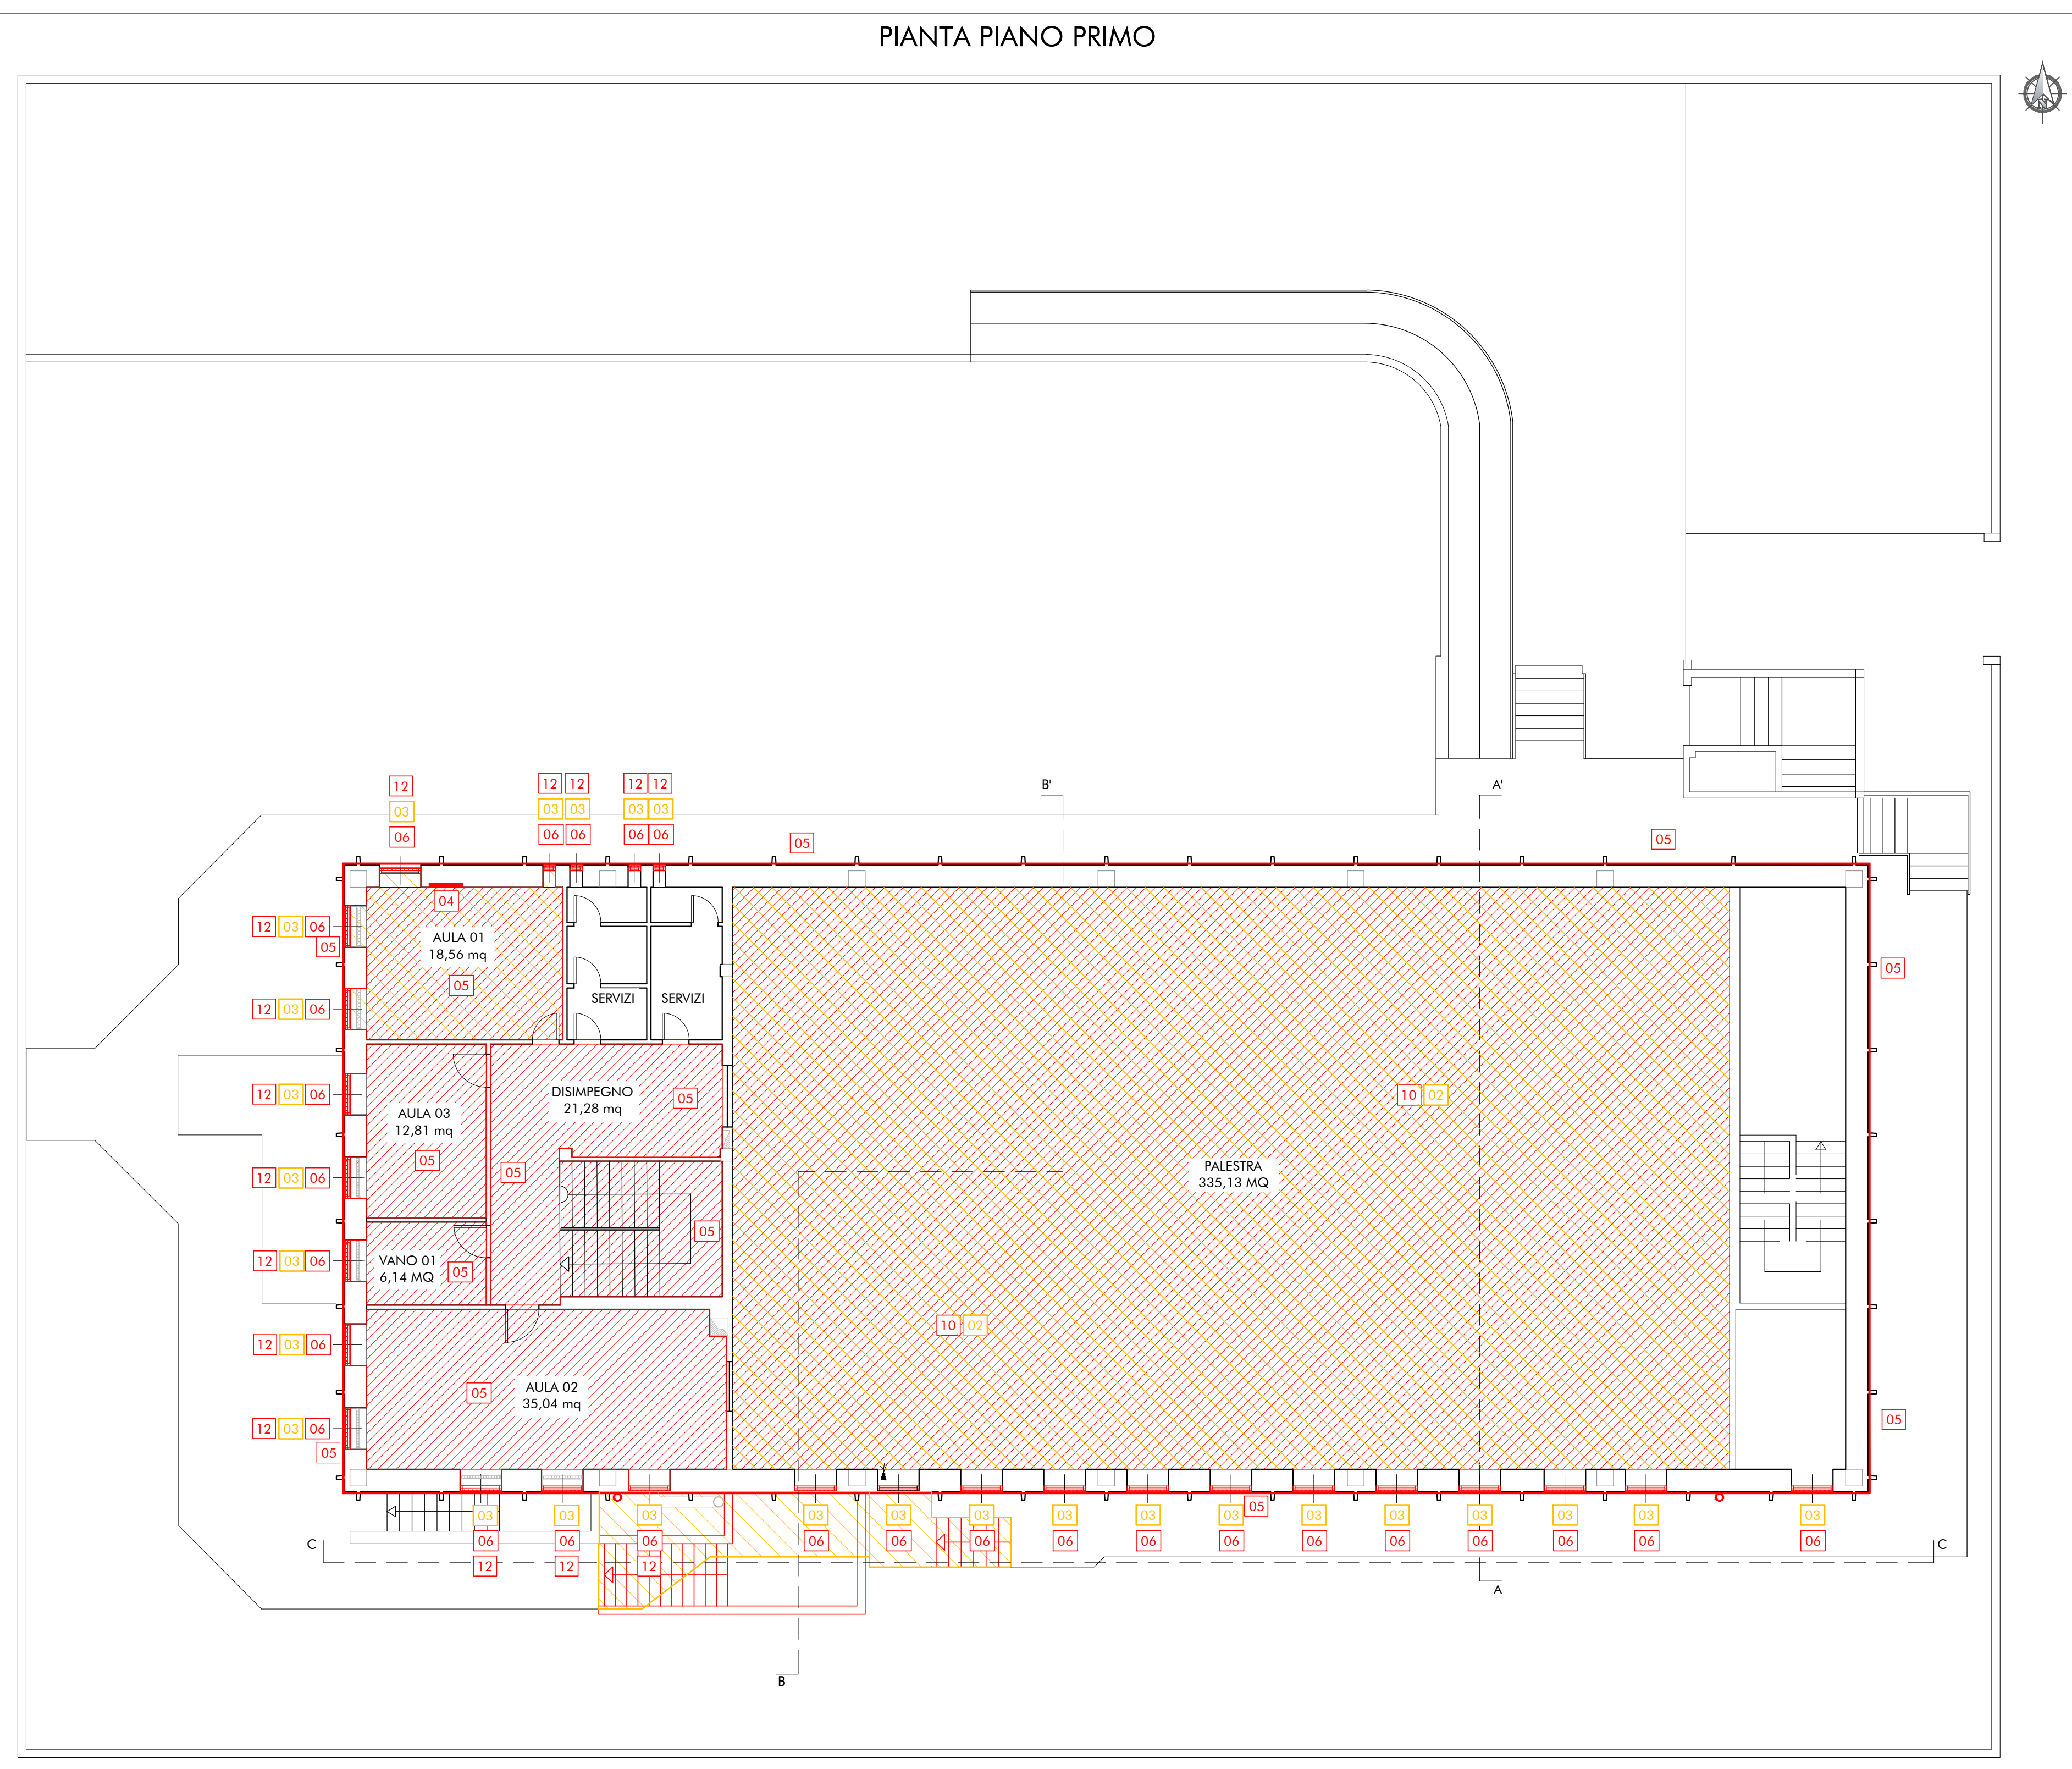 PIANTA PIANO PRIMO
N
B'
A'
12
12 12
12 12
03
03 03
03 03
06
06 06
06 06
05
05
04
12 03 06
05
AULA 01
18,56 mq
05
05
SERVIZI
SERVIZI
12 03 06
12 03 06
DISIMPEGNO
21,28 mq
05
10 02
AULA 03
12,81 mq
05
05
12 03 06
PALESTRA
335,13 MQ
05
12 03 06
VANO 01
6,14 MQ
05
10 02
12 03 06
AULA 02
35,04 mq
05
05
12 03 06
05
05
03 03 03 03 03 03 03 03 03 03 03 03 03 03 03
C
06 06 06 06 06 06 06 06 06 06 06 06 06 06 06
C
12 12 12
A
B